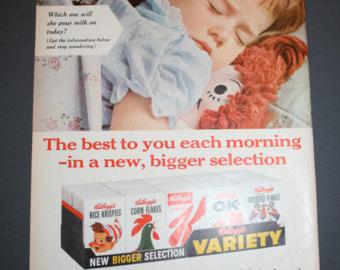 Which one will
she pour milk on
today?
(Get the information below
and stop wondering)
The best to you each morning
-in a new, bigger selection
Kellogg's
RICE KRISPIES
Kellogg's
CORN FLAKES
Kellogg's
Kellogg's
OK
Kellogg's
FROSTED FLAKES
VARIETY
NEW BIGGER SELECTION